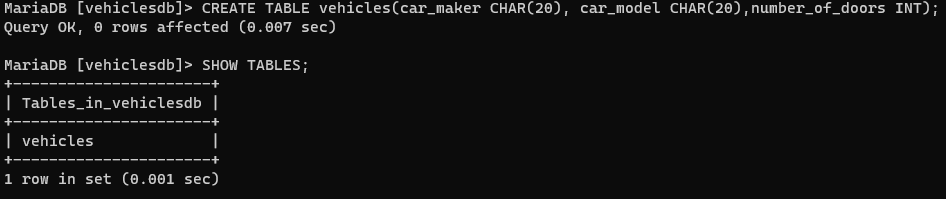 MariaDB [vehiclesdb]> CREATE TABLE vehicles(car_maker CHAR(20), car_model CHAR(20),number_of_doors INT);
Query OK, 0 rows affected (0.007 sec)

MariaDB [vehiclesdb]> SHOW TABLES;
+----------------------+
| Tables_in_vehiclesdb |
+----------------------+
| vehicles             |
+----------------------+
1 row in set (0.001 sec)